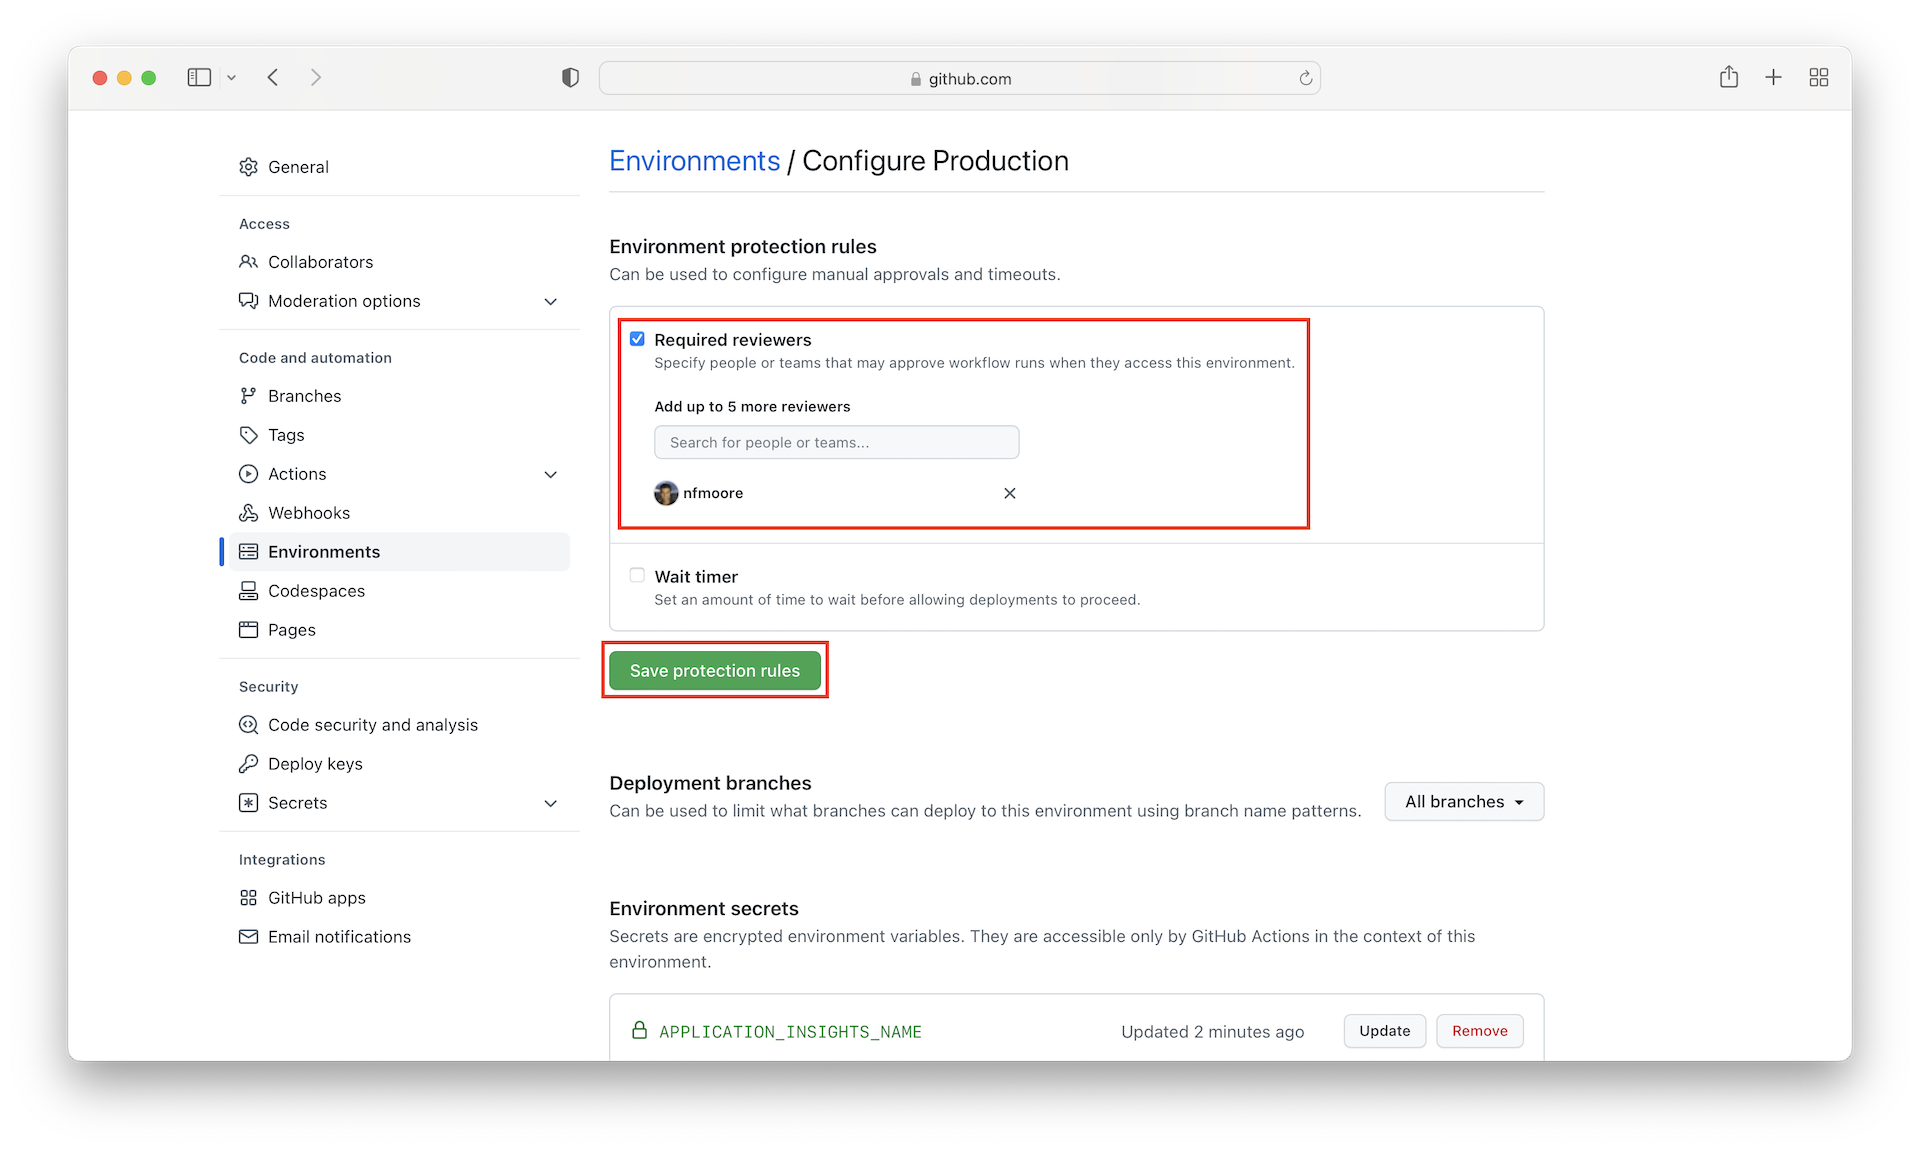 github.com
General
Access
Collaborators
Moderation options
Code and automation
Branches
Tags
Actions
Webhooks
Environments
Codespaces
Pages
Security
Code security and analysis
Deploy keys
Secrets
Integrations
GitHub apps
Email notifications
Environments / Configure Production
Environment protection rules
Can be used to configure manual approvals and timeouts.
Required reviewers
Specify people or teams that may approve workflow runs when they access this environment.
Add up to 5 more reviewers
Search for people or teams...
nfmoore
Wait timer
Set an amount of time to wait before allowing deployments to proceed.
Save protection rules
Deployment branches
Can be used to limit what branches can deploy to this environment using branch name patterns.
All branches
Environment secrets
Secrets are encrypted environment variables. They are accessible only by GitHub Actions in the context of this
environment.
APPLICATION_INSIGHTS_NAME Updated 2 minutes ago Update Remove